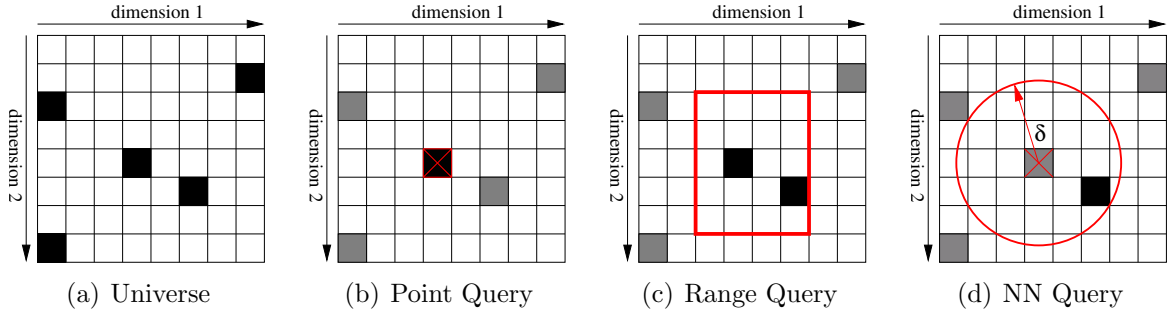 dimension 1
dimension 1
dimension 1
dimension 1
dimension 2
dimension 2
dimension 2
dimension 2
δ
(a) Universe
(b) Point Query
(c) Range Query
(d) NN Query